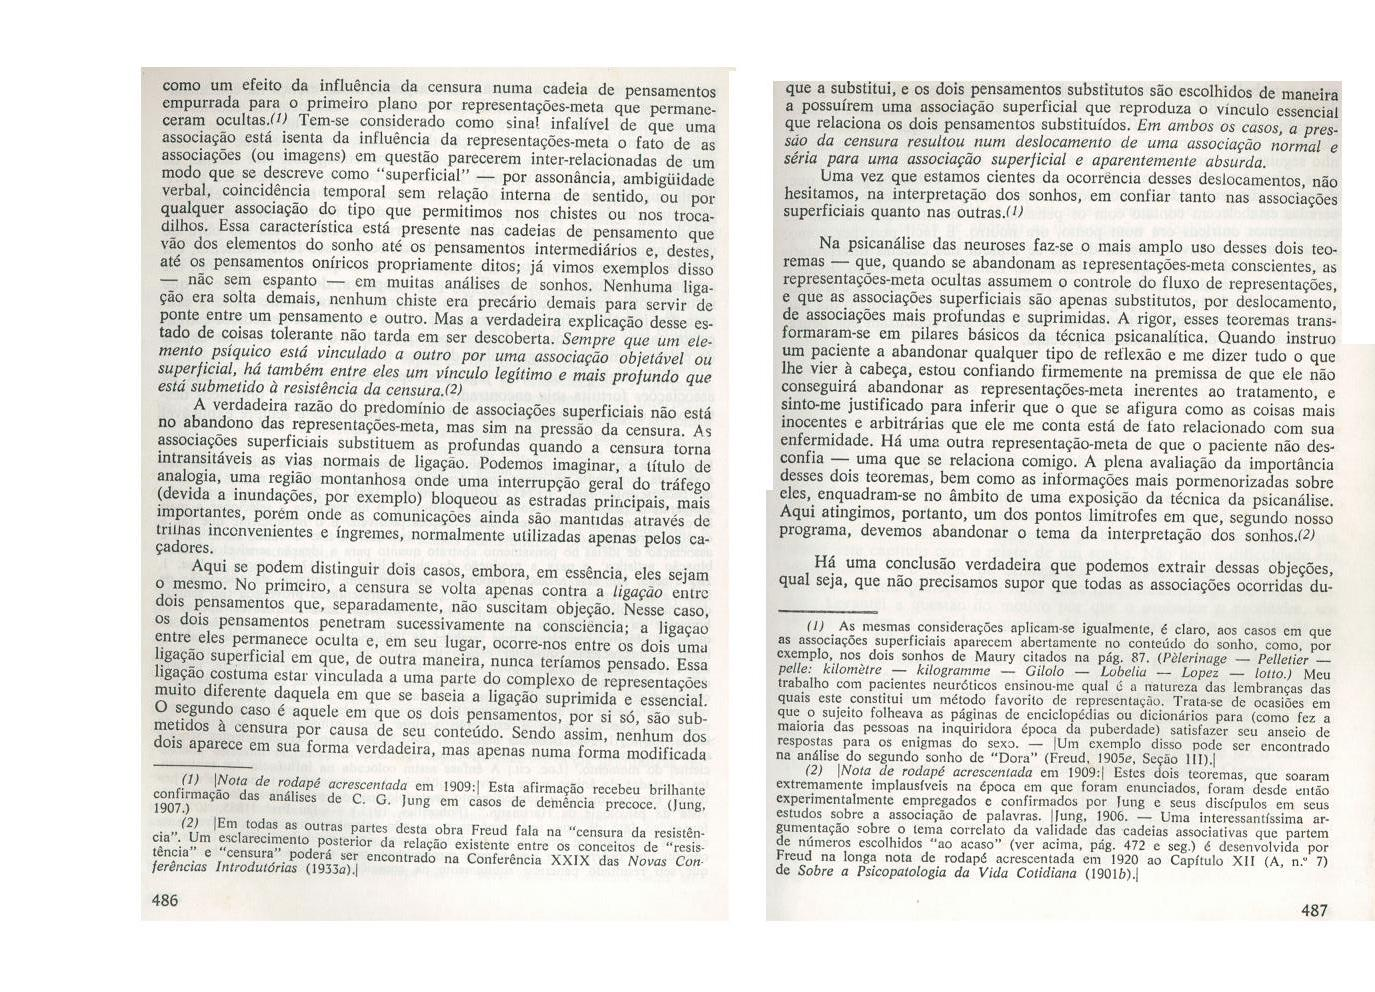 como um efeito da influência da censura numa cadeia de pensamentos
empurrada para o primeiro plano por representações-meta que permane-
ceram ocultas.(1) Tem-se considerado como sinal infalível de que uma
associação está isenta da influência da representações-meta o fato de as
associações (ou imagens) em questão parecerem inter-relacionadas de um
modo que se descreve como "superficial" — por assonância, ambigüidade
verbal, coincidência temporal sem relação interna de sentido, ou por
qualquer associação do tipo que permitimos nos chistes ou nos troca-
dilhos. Essa característica está presente nas cadeias de pensamento que
vão dos elementos do sonho até os pensamentos intermediários e, destes,
até os pensamentos oníricos propriamente ditos; já vimos exemplos disso
— não sem espanto — em muitas análises de sonhos. Nenhuma liga-
ção era solta demais, nenhum chiste era precário demais para servir de
ponte entre um pensamento e outro. Mas a verdadeira explicação desse es-
tado de coisas tolerante não tarda em ser descoberta. Sempre que um ele-
mento psíquico está vinculado a outro por uma associação objetável ou
superficial, há também entre eles um vínculo legítimo e mais profundo que
está submetido à resistência da censura.(2)
A verdadeira razão do predomínio de associações superficiais não está
no abandono das representações-meta, mas sim na pressão da censura. As
associações superficiais substituem as profundas quando a censura torna
intransitáveis as vias normais de ligação. Podemos imaginar, a título de
analogia, uma região montanhosa onde uma interrupção geral do tráfego
(devida a inundações, por exemplo) bloqueou as estradas principais, mais
importantes, porém onde as comunicações ainda são mantidas através de
trilhas inconvenientes e íngremes, normalmente utilizadas apenas pelos ca-
çadores.
Aqui se podem distinguir dois casos, embora, em essência, eles sejam
o mesmo. No primeiro, a censura se volta apenas contra a ligação entre
dois pensamentos que, separadamente, não suscitam objeção. Nesse caso,
os dois pensamentos penetram sucessivamente na consciência; a ligação
entre eles permanece oculta e, em seu lugar, ocorre-nos entre os dois uma
ligação superficial em que, de outra maneira, nunca teríamos pensado. Essa
ligação costuma estar vinculada a uma parte do complexo de representações
muito diferente daquela em que se baseia a ligação suprimida e essencial.
O segundo caso é aquele em que os dois pensamentos, por si só, são sub-
metidos à censura por causa de seu conteúdo. Sendo assim, nenhum dos
dois aparece em sua forma verdadeira, mas apenas numa forma modificada
(1) |Nota de rodapé acrescentada em 1909:| Esta afirmação recebeu brilhante
confirmação das análises de C. G. Jung em casos de demência precoce. (Jung,
1907.)
(2) |Em todas as outras partes desta obra Freud fala na "censura da resistên-
cia". Um esclarecimento posterior da relação existente entre os conceitos de "resis-
tência" e "censura" poderá ser encontrado na Conferência XXIX das Novas Con-
ferências Introdutórias (1933a).|
486
que a substitui, e os dois pensamentos substitutos são escolhidos de maneira
a possuírem uma associação superficial que reproduza o vínculo essencial
que relaciona os dois pensamentos substituídos. Em ambos os casos, a pres-
são da censura resultou num deslocamento de uma associação normal e
séria para uma associação superficial e aparentemente absurda.
Uma vez que estamos cientes da ocorrência desses deslocamentos, não
hesitamos, na interpretação dos sonhos, em confiar tanto nas associações
superficiais quanto nas outras.(1)
Na psicanálise das neuroses faz-se o mais amplo uso desses dois teo-
remas — que, quando se abandonam as representações-meta conscientes, as
representações-meta ocultas assumem o controle do fluxo de representações,
e que as associações superficiais são apenas substitutos, por deslocamento,
de associações mais profundas e suprimidas. A rigor, esses teoremas trans-
formaram-se em pilares básicos da técnica psicanalítica. Quando instruo
um paciente a abandonar qualquer tipo de reflexão e me dizer tudo o que
lhe vier à cabeça, estou confiando firmemente na premissa de que ele não
conseguirá abandonar as representações-meta inerentes ao tratamento, e
sinto-me justificado para inferir que o que se afigura como as coisas mais
inocentes e arbitrárias que ele me conta está de fato relacionado com sua
enfermidade. Há uma outra representação-meta de que o paciente não des-
confia — uma que se relaciona comigo. A plena avaliação da importância
desses dois teoremas, bem como as informações mais pormenorizadas sobre
eles, enquadram-se no âmbito de uma exposição da técnica da psicanálise.
Aqui atingimos, portanto, um dos pontos limítrofes em que, segundo nosso
programa, devemos abandonar o tema da interpretação dos sonhos.(2)
Há uma conclusão verdadeira que podemos extrair dessas objeções,
qual seja, que não precisamos supor que todas as associações ocorridas du-
(1) As mesmas considerações aplicam-se igualmente, é claro, aos casos em que
as associações superficiais aparecem abertamente no conteúdo do sonho, como, por
exemplo, nos dois sonhos de Maury citados na pág. 87. (Pèlerinage — Pelletier —
pelle: kilomètre — kilogramme — Gilolo — Lobelia — Lopez — lotto.) Meu
trabalho com pacientes neuróticos ensinou-me qual é a natureza das lembranças das
quais este constitui um método favorito de representação. Trata-se de ocasiões em
que o sujeito folheava as páginas de enciclopédias ou dicionários para (como fez a
maioria das pessoas na inquiridora época da puberdade) satisfazer seu anseio de
respostas para os enigmas do sexo. — |Um exemplo disso pode ser encontrado
na análise do segundo sonho de "Dora" (Freud, 1905e, Seção III).|
(2) |Nota de rodapé acrescentada em 1909:| Estes dois teoremas, que soaram
extremamente implausíveis na época em que foram enunciados, foram desde então
experimentalmente empregados e confirmados por Jung e seus discípulos em seus
estudos sobre a associação de palavras. |Jung, 1906. — Uma interessantíssima ar-
gumentação sobre o tema correlato da validade das cadeias associativas que partem
de números escolhidos "ao acaso" (ver acima, pág. 472 e seg.) é desenvolvida por
Freud na longa nota de rodapé acrescentada em 1920 ao Capítulo XII (A, n.º 7)
de Sobre a Psicopatologia da Vida Cotidiana (1901b).|
487